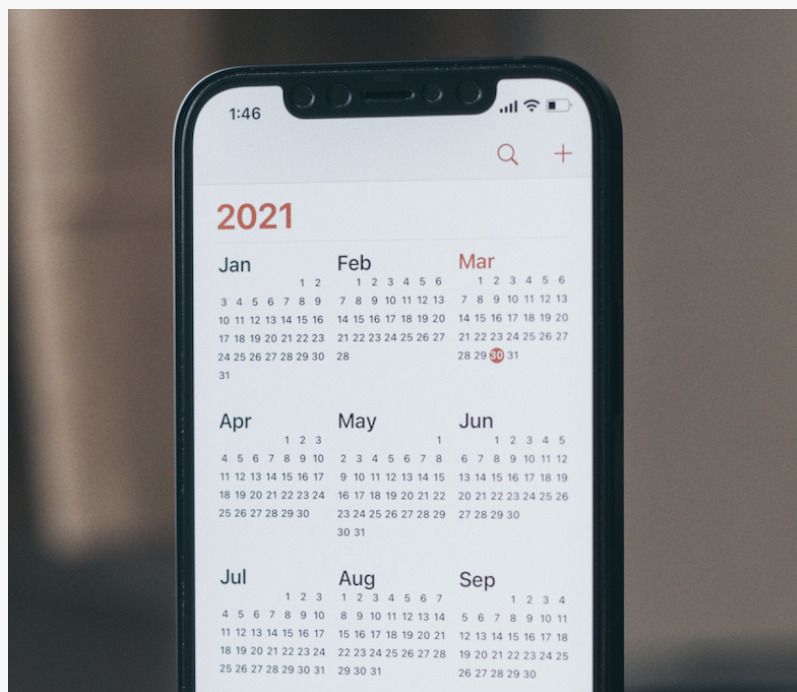 1:46
2021
Jan
1 2
3 4 5 6 7 8 9
10 11 12 13 14 15 16
17 18 19 20 21 22 23
24 25 26 27 28 29 30
31
Feb
1 2 3 4 5 6
7 8 9 10 11 12 13
14 15 16 17 18 19 20
21 22 23 24 25 26 27
28
Mar
1 2 3 4 5 6
7 8 9 10 11 12 13
14 15 16 17 18 19 20
21 22 23 24 25 26 27
28 29 30 31
Apr
1 2 3
4 5 6 7 8 9 10
11 12 13 14 15 16 17
18 19 20 21 22 23 24
25 26 27 28 29 30
May
1
2 3 4 5 6 7 8
9 10 11 12 13 14 15
16 17 18 19 20 21 22
23 24 25 26 27 28 29
30 31
Jun
1 2 3 4 5
6 7 8 9 10 11 12
13 14 15 16 17 18 19
20 21 22 23 24 25 26
27 28 29 30
Jul
1 2 3
4 5 6 7 8 9 10
11 12 13 14 15 16 17
18 19 20 21 22 23 24
25 26 27 28 29 30 31
Aug
1 2 3 4 5 6 7
8 9 10 11 12 13 14
15 16 17 18 19 20 21
22 23 24 25 26 27 28
29 30 31
Sep
1 2 3 4
5 6 7 8 9 10 11
12 13 14 15 16 17 18
19 20 21 22 23 24 25
26 27 28 29 30